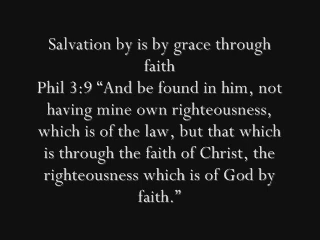 Salvation by is by grace through
faith
Phil 3:9 “And be found in him, not
having mine own righteousness,
which is of the law, but that which
is through the faith of Christ, the
righteousness which is of God by
faith.”